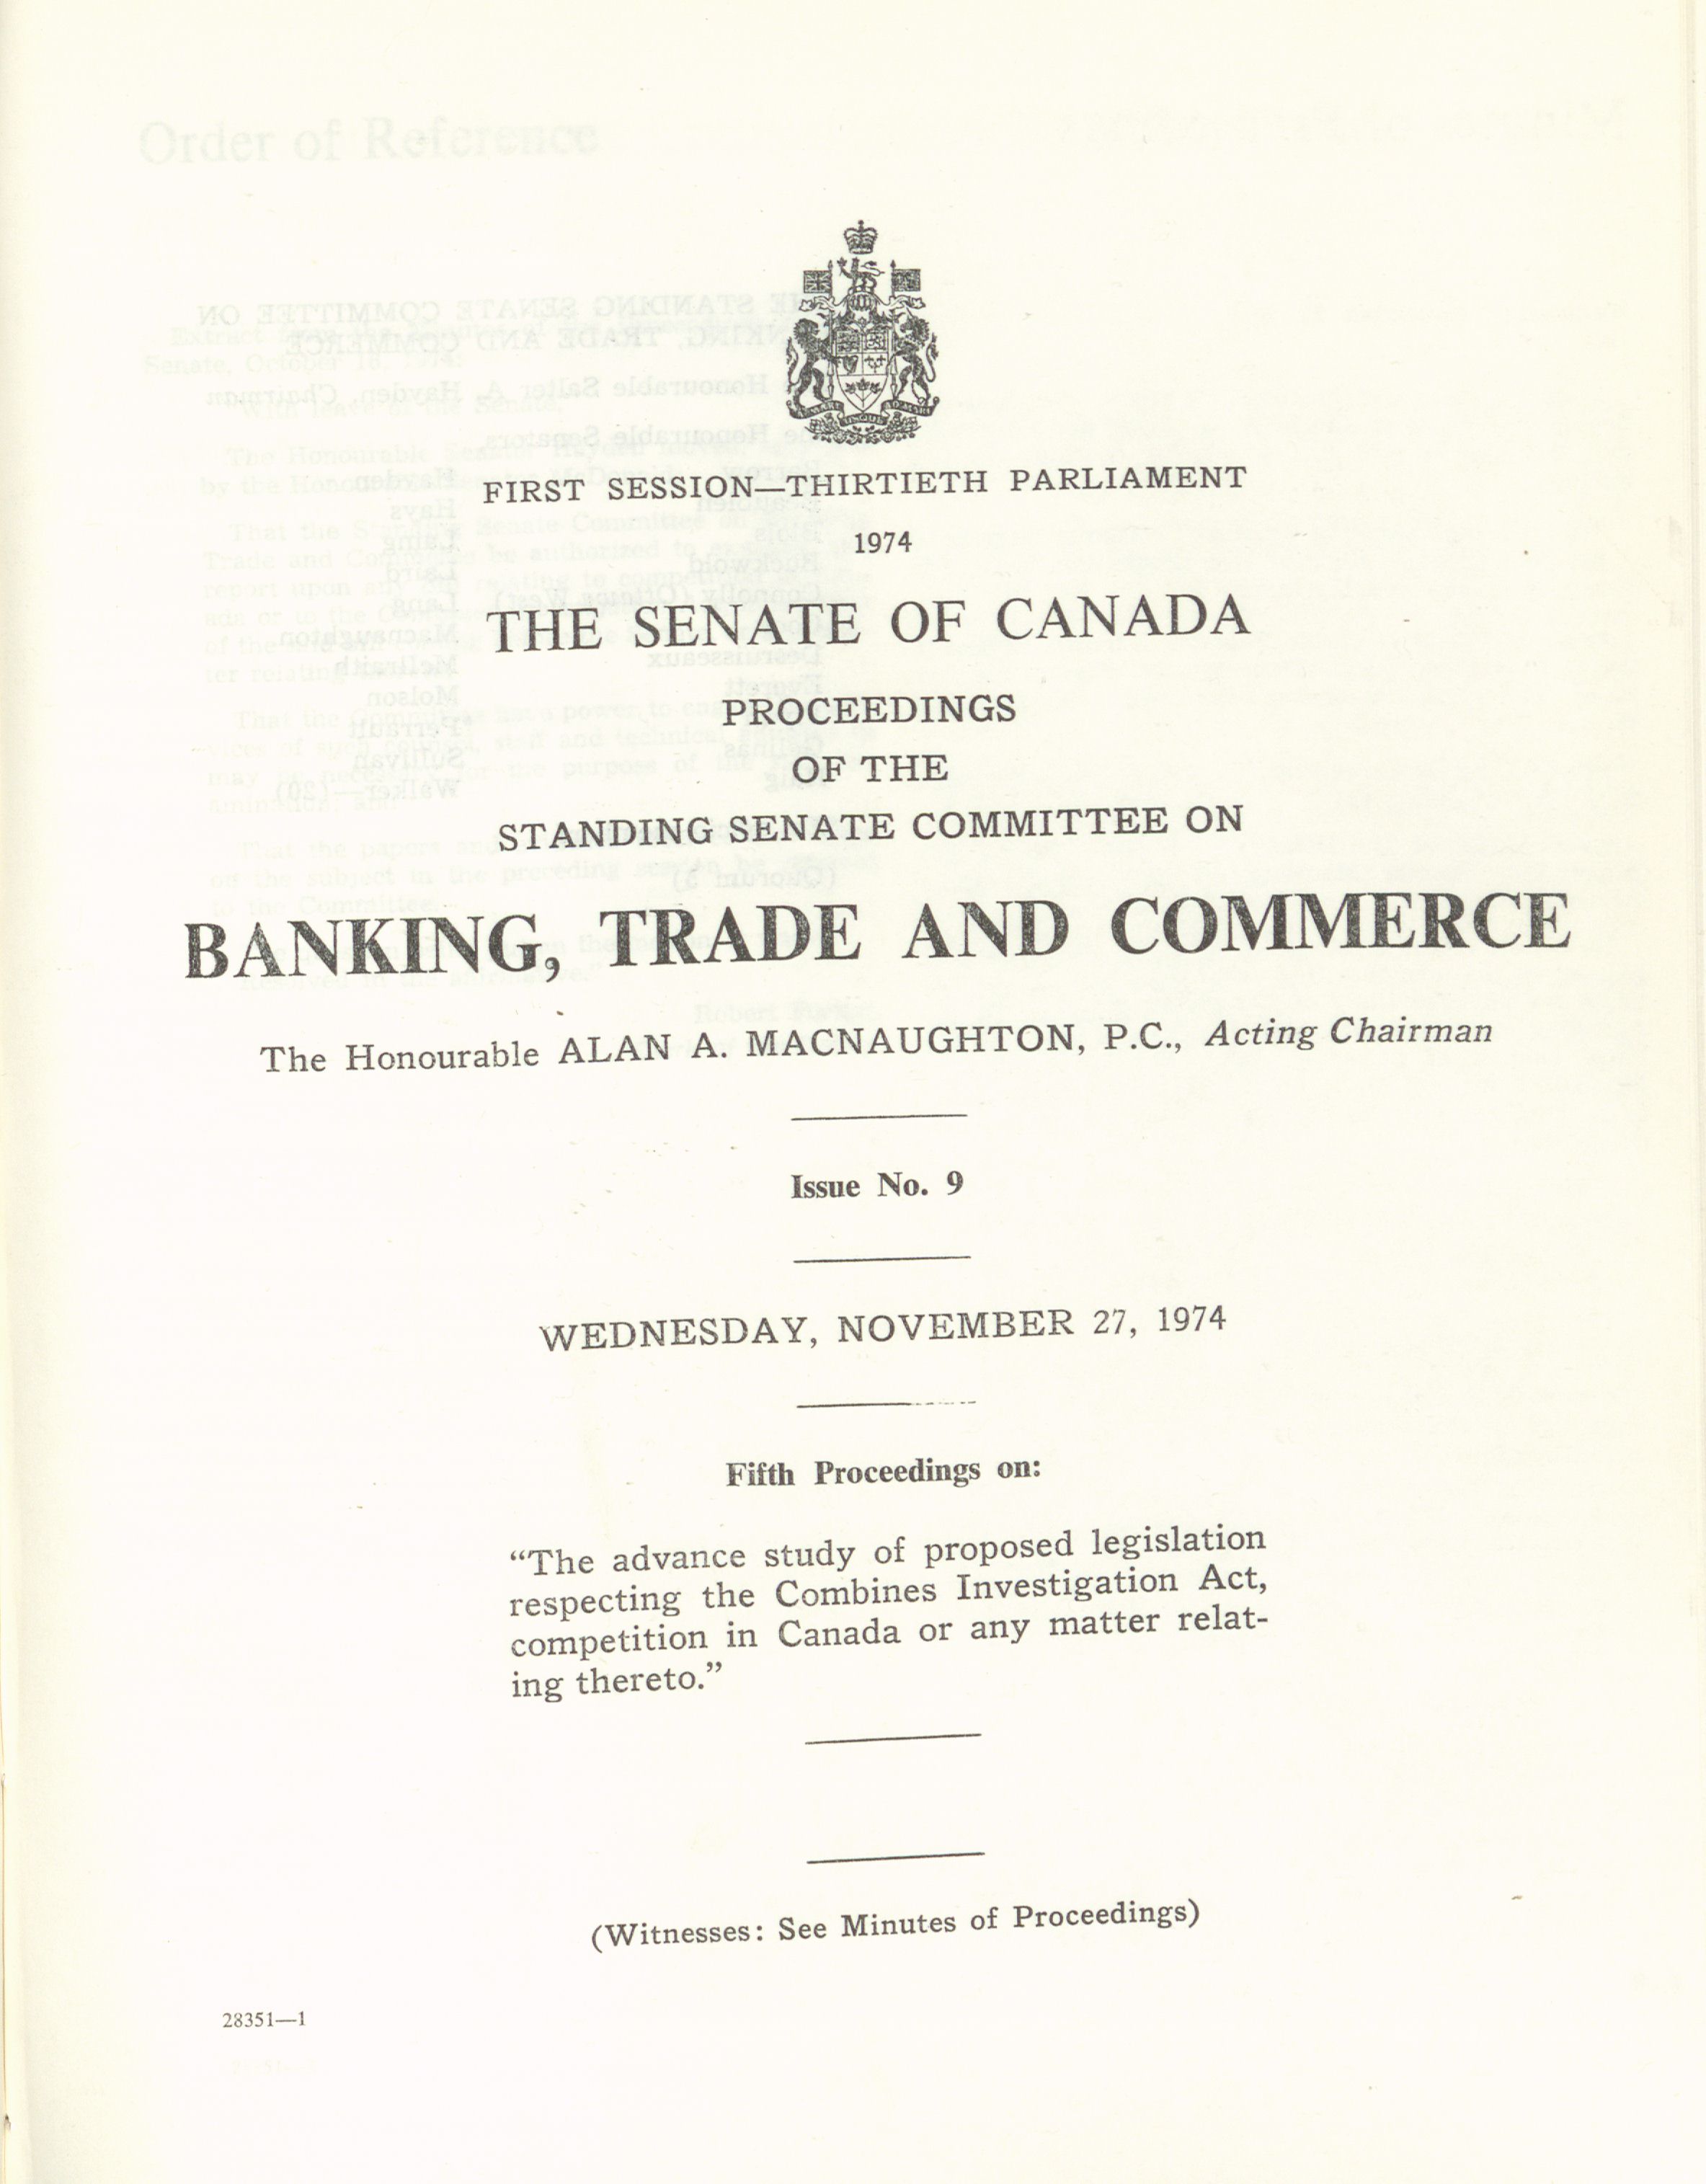 Order of Reference
FIRST SESSION—THIRTIETH PARLIAMENT
1974
THE SENATE OF CANADA
PROCEEDINGS
OF THE
STANDING SENATE COMMITTEE ON
BANKING, TRADE AND COMMERCE
The Honourable ALAN A. MACNAUGHTON, P.C., Acting Chairman
Issue No. 9
WEDNESDAY, NOVEMBER 27, 1974
Fifth Proceedings on:
“The advance study of proposed legislation
respecting the Combines Investigation Act,
competition in Canada or any matter relat-
ing thereto.”
(Witnesses: See Minutes of Proceedings)
28351—1